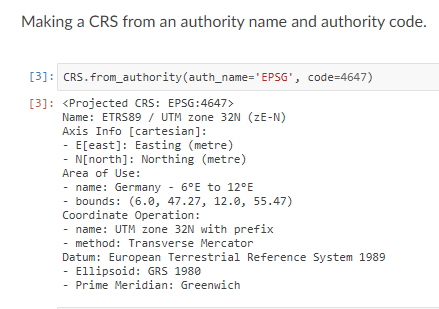 Making a CRS from an authority name and authority code.
[3]: CRS.from_authority(auth_name='EPSG', code=4647)
[3]: <Projected CRS: EPSG:4647>
Name: ETRS89 / UTM zone 32N (zE-N)
Axis Info [cartesian]:
- E[east]: Easting (metre)
- N[north]: Northing (metre)
Area of Use:
- name: Germany - 6°E to 12°E
- bounds: (6.0, 47.27, 12.0, 55.47)
Coordinate Operation:
- name: UTM zone 32N with prefix
- method: Transverse Mercator
Datum: European Terrestrial Reference System 1989
- Ellipsoid: GRS 1980
- Prime Meridian: Greenwich